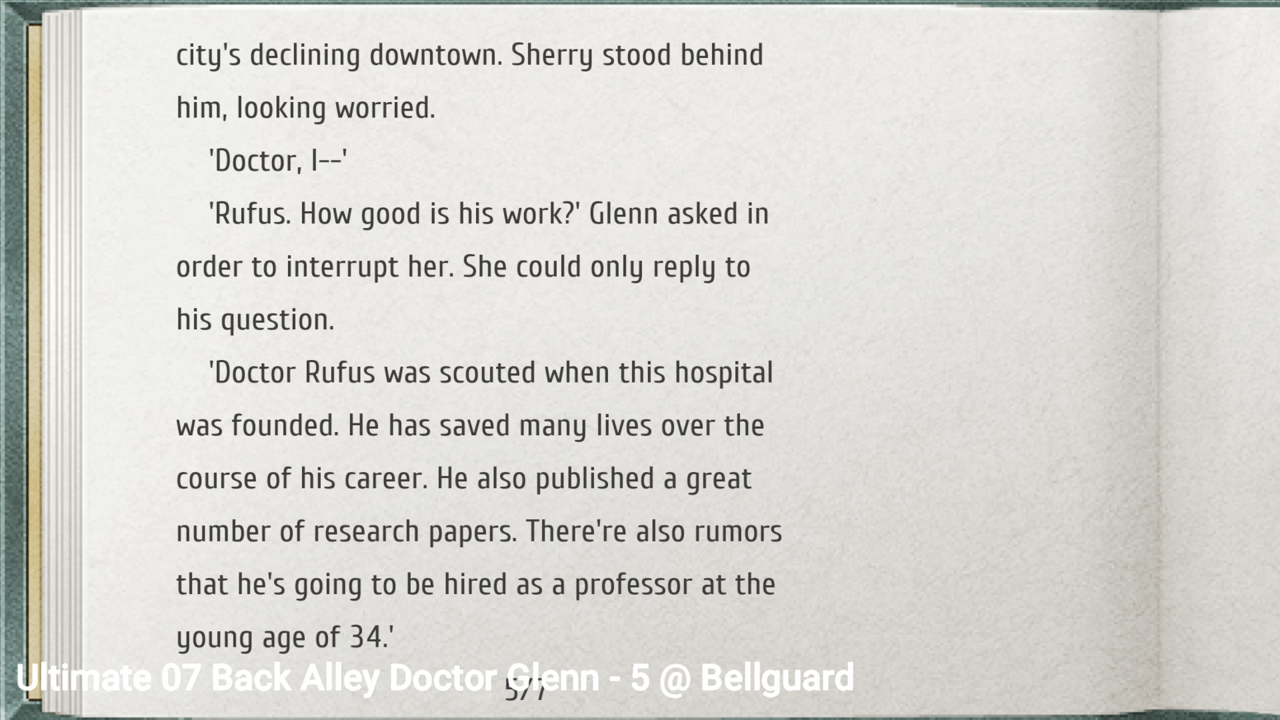 city's declining downtown. Sherry stood behind
him, looking worried.
'Doctor, I--'
'Rufus. How good is his work?' Glenn asked in
order to interrupt her. She could only reply to
his question.
'Doctor Rufus was scouted when this hospital
was founded. He has saved many lives over the
course of his career. He also published a great
number of research papers. There're also rumors
that he's going to be hired as a professor at the
young age of 34.'
Ultimate 07 Back Alley Doctor Glenn - 5 @ Bellguard
5/7